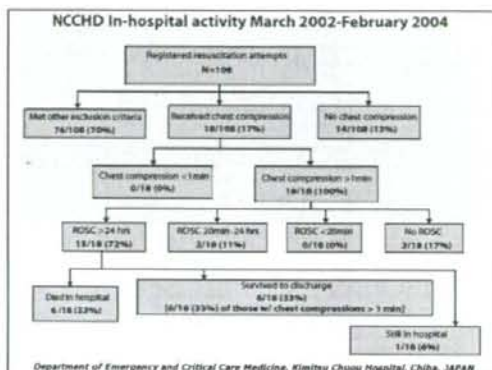 NCCHD In-hospital activity March 2002-February 2004
Registered resuscitation attempts
N=108
Met other exclusion criteria
76/108 (70%)
Received chest compression
18/108 (17%)
No chest compression
14/108 (13%)
Chest compression <1min
0/18 (0%)
Chest compression >1min
18/18 (100%)
ROSC >24 hrs
13/18 (72%)
ROSC 20min-24 hrs
2/18 (11%)
ROSC <20min
0/18 (0%)
No ROSC
3/18 (17%)
Died in hospital
6/18 (33%)
Survived to discharge
6/18 (33%)
[6/18 (33%) of those w/ chest compressions > 1 min]
Still in hospital
1/18 (6%)
Department of Emergency and Critical Care Medicine, Kimitsu Chuou Hospital, Chiba, JAPAN